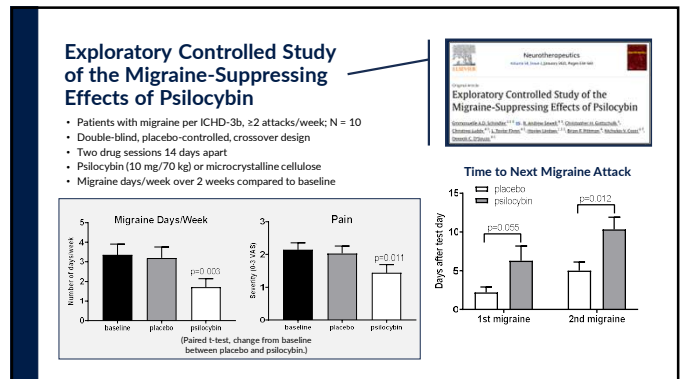 Exploratory Controlled Study
of the Migraine-Suppressing
Effects of Psilocybin
• Patients with migraine per ICHD-3b, ≥2 attacks/week; N = 10
• Double-blind, placebo-controlled, crossover design
• Two drug sessions 14 days apart
• Psilocybin (10 mg/70 kg) or microcrystalline cellulose
• Migraine days/week over 2 weeks compared to baseline
ELSEVIER
Neurotherapeutics
Original Article
Exploratory Controlled Study of the
Migraine-Suppressing Effects of Psilocybin
Migraine Days/Week
Number of days/week
5
4
3
2
1
0
p=0.003
baseline
placebo
psilocybin
Pain
Severity (0-3 VAS)
3
2
1
0
p=0.011
baseline
placebo
psilocybin
(Paired t-test, change from baseline
between placebo and psilocybin.)
Time to Next Migraine Attack
placebo
psilocybin
Days after test day
15
10
5
0
p=0.055
p=0.012
1st migraine
2nd migraine